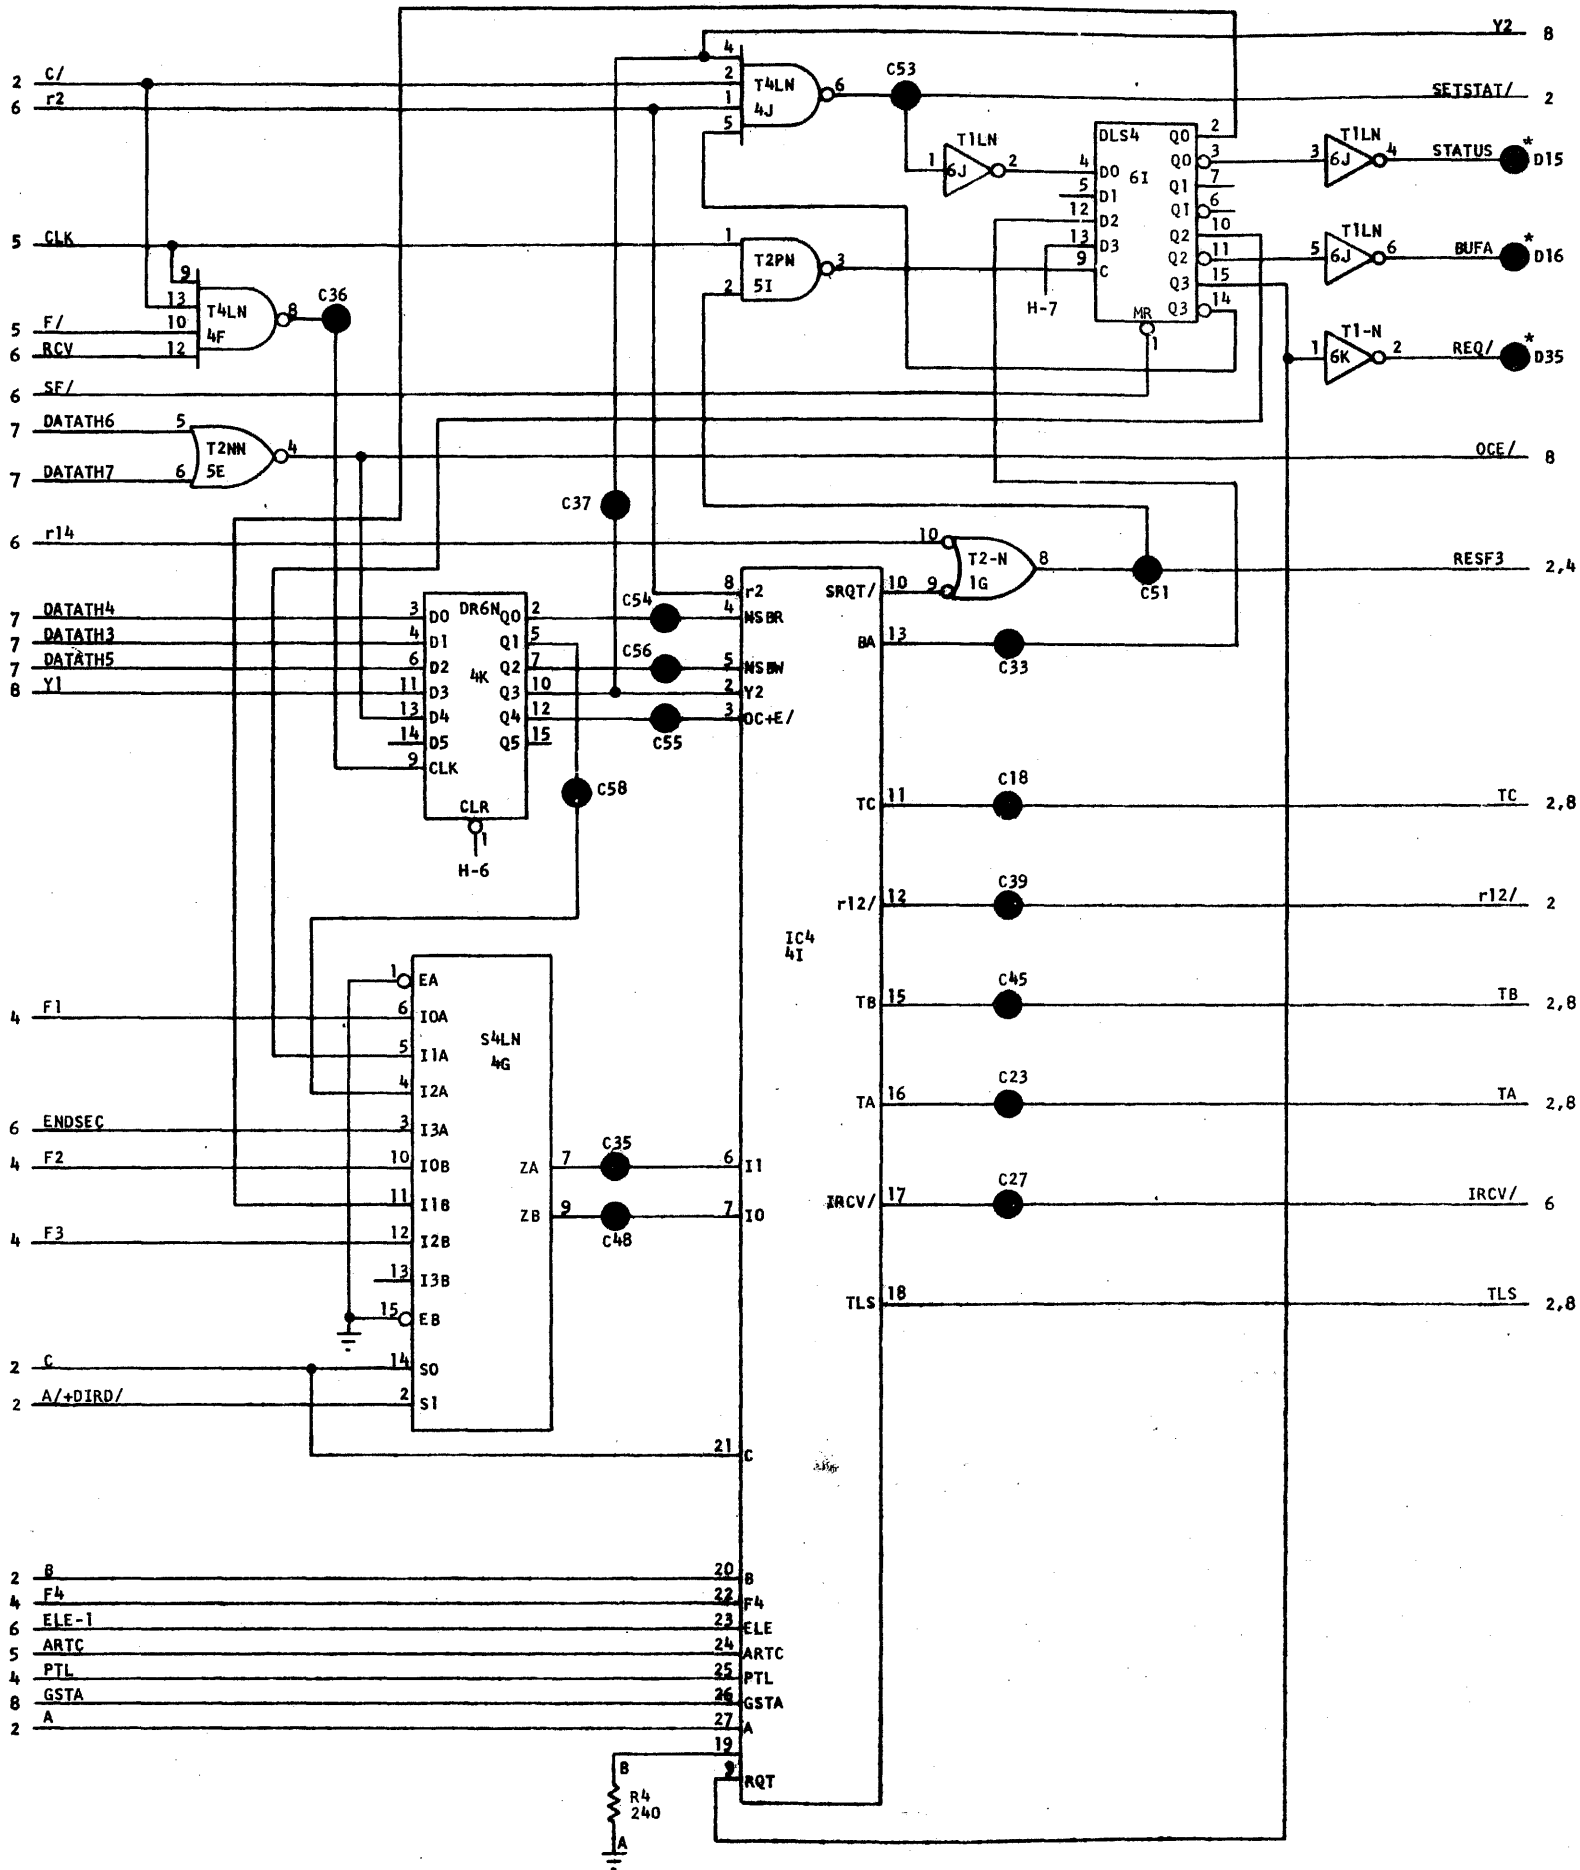 Y2 8
2 C/
4
2
1
5
T4LN
4J
6
C53
SETSTAT/ 2
6 r2
T1LN
1 6J 2
DLS4
6I
4 D0
5 D1
12 D2
13 D3
9 C
MR
1
Q0 2
Q0 3
Q1 7
Q1 6
Q2 10
Q2 11
Q3 15
Q3 14
H-7
T1LN
3 6J 4
STATUS * D15
T1LN
5 6J 6
BUFA * D16
T1-N
1 6K 2
REQ/ * D35
5 CLK
1
2
T2PN
5I
3
9
13
10
12
T4LN
4F
8
C36
5 F/
6 RCV
6 SF/
7 DATATH6 5
7 DATATH7 6
T2NN
5E
4
OCE/ 8
C37
6 r14
10
9
T2-N
1G
8
C51
RESF3 2,4
7 DATATH4
7 DATATH3
7 DATATH5
8 Y1
DR6N
4K
3 D0
4 D1
6 D2
11 D3
13 D4
14 D5
9 CLK
CLR
1
H-6
Q0 2
Q1 5
Q2 7
Q3 10
Q4 12
Q5 15
C54
C56
C55
C58
8 r2
4 NSBR
5 NSBW
2 Y2
3 OC+E/
SRQT/ 10
BA 13
C33
TC 11 C18 TC 2,8
r12/ 12 C39 r12/ 2
IC4
4I
TB 15 C45 TB 2,8
TA 16 C23 TA 2,8
IRCV/ 17 C27 IRCV/ 6
TLS 18 TLS 2,8
S4LN
4G
1 EA
4 F1 6 I0A
5 I1A
4 I2A
6 ENDSEC 3 I3A
4 F2 10 I0B
11 I1B
4 F3 12 I2B
13 I3B
15 EB
2 C 14 S0
2 A/+DIRD/ 2 S1
ZA 7 C35 6 I1
ZB 9 C48 7 I0
21 C
2 B 20 B
4 F4 22 F4
6 ELE-1 23 ELE
5 ARTC 24 ARTC
4 PTL 25 PTL
8 GSTA 26 GSTA
2 A 27 A
19
9 RQT
B
R4
240
A